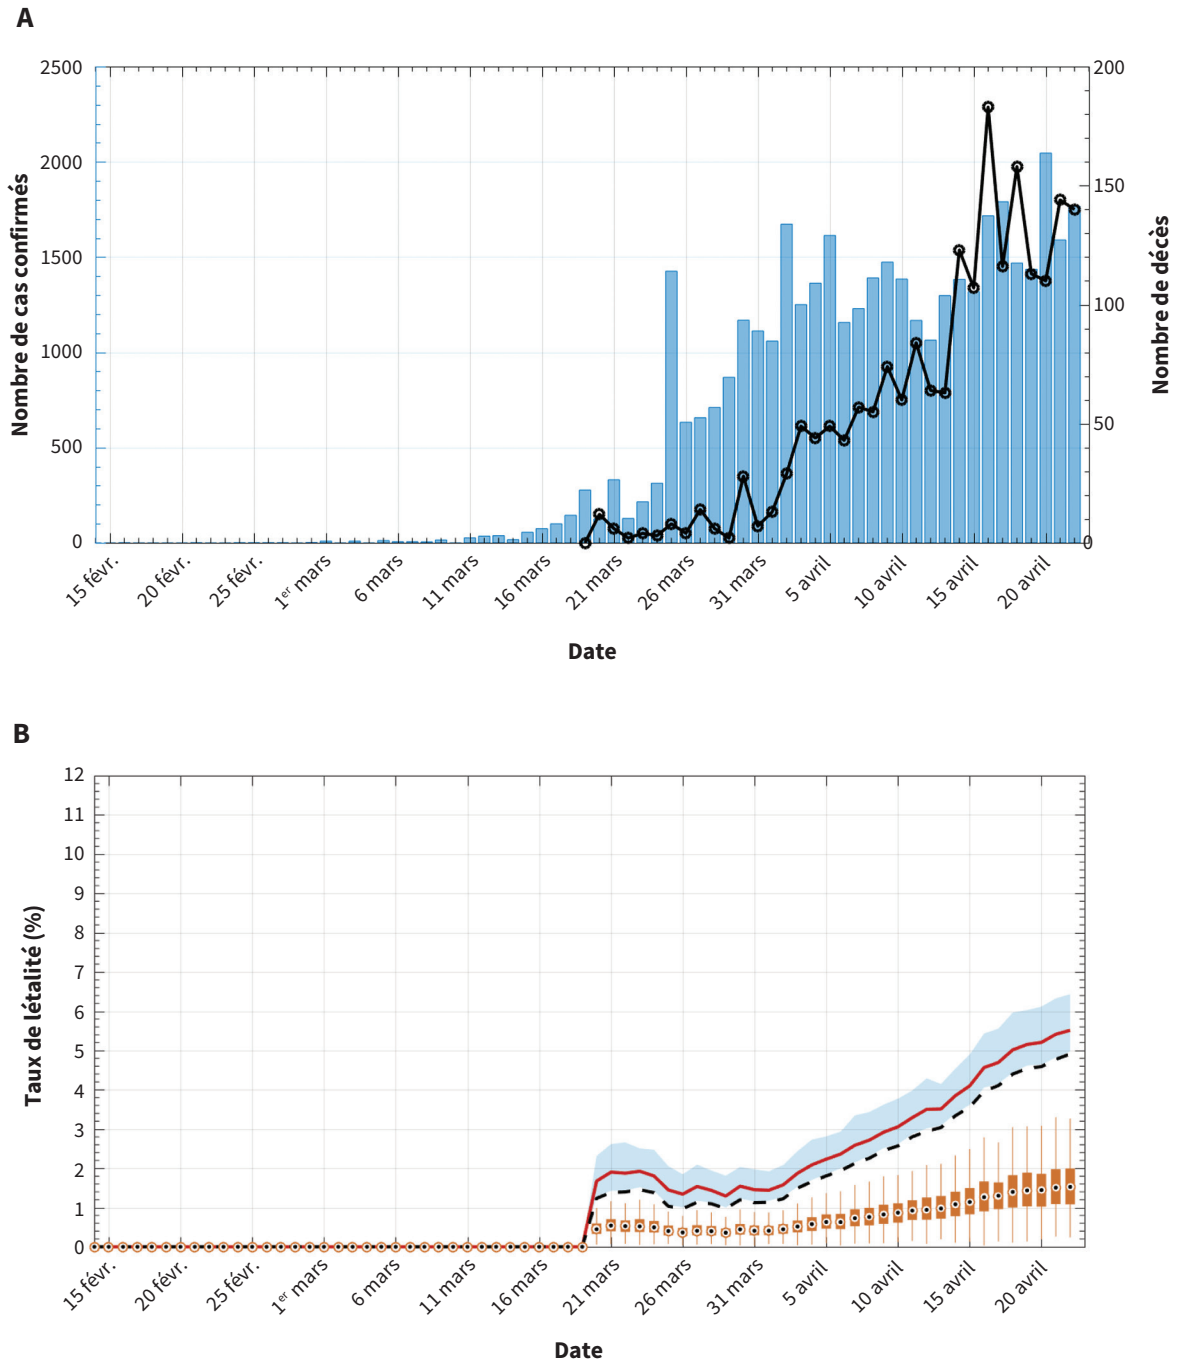 A
2500
2000
1500
1000
500
0
Nombre de cas confirmés
200
150
100
50
0
Nombre de décès
15 févr.
20 févr.
25 févr.
1er mars
6 mars
11 mars
16 mars
21 mars
26 mars
31 mars
5 avril
10 avril
15 avril
20 avril
Date
B
12
11
10
9
8
7
6
5
4
3
2
1
0
Taux de létalité (%)
15 févr.
20 févr.
25 févr.
1er mars
6 mars
11 mars
16 mars
21 mars
26 mars
31 mars
5 avril
10 avril
15 avril
20 avril
Date